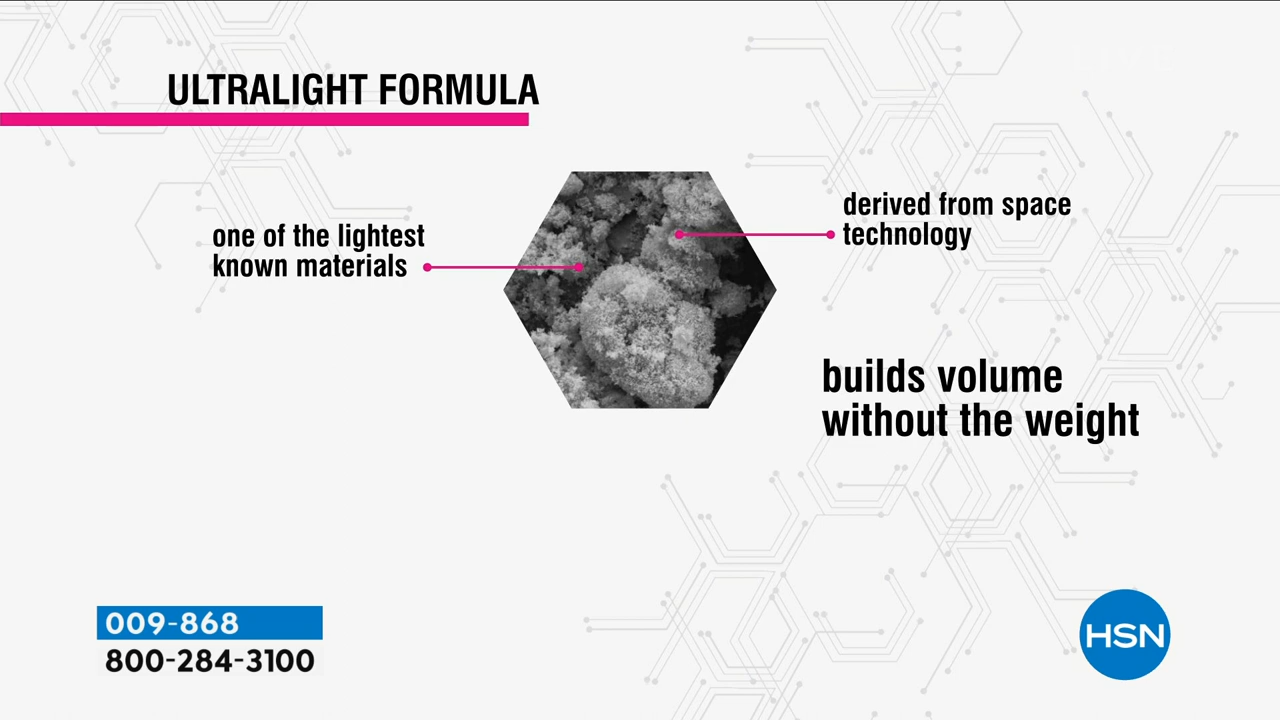 ULTRALIGHT FORMULA
one of the lightest
known materials
derived from space
technology
builds volume
without the weight
009-868
800-284-3100
HSN